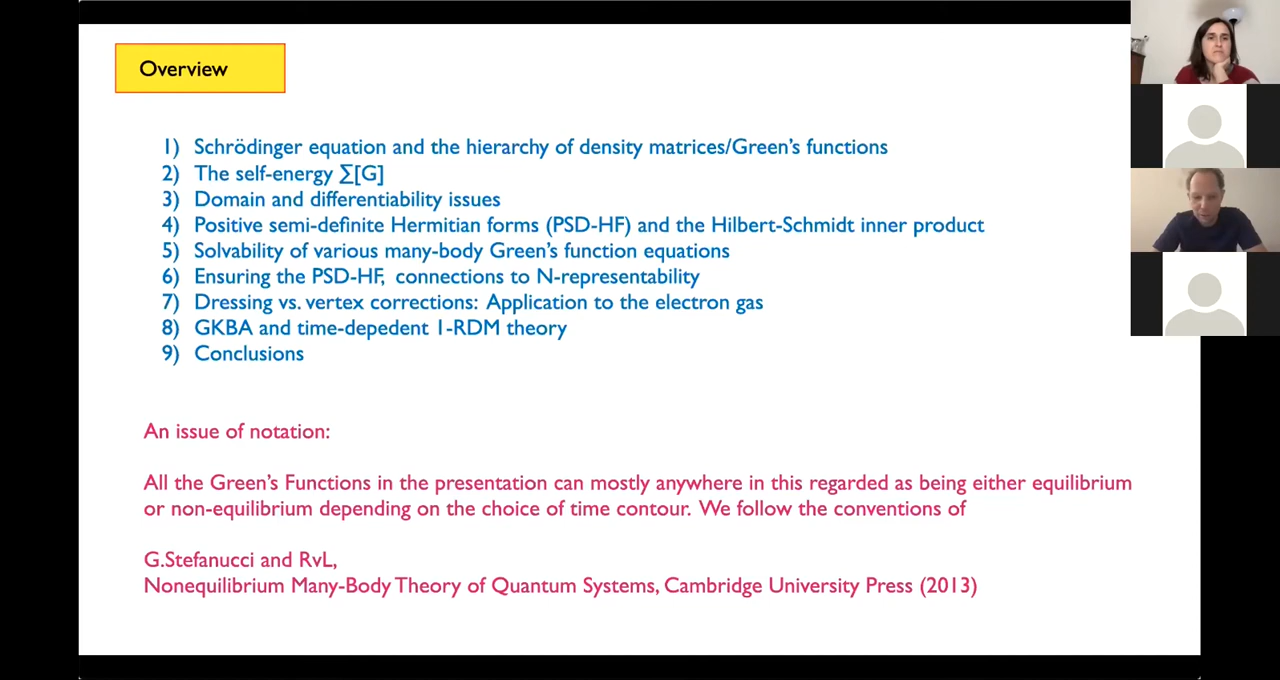 Overview
1) Schrödinger equation and the hierarchy of density matrices/Green's functions
2) The self-energy ∑[G]
3) Domain and differentiability issues
4) Positive semi-definite Hermitian forms (PSD-HF) and the Hilbert-Schmidt inner product
5) Solvability of various many-body Green's function equations
6) Ensuring the PSD-HF, connections to N-representability
7) Dressing vs. vertex corrections: Application to the electron gas
8) GKBA and time-depedent 1-RDM theory
9) Conclusions
An issue of notation:
All the Green's Functions in the presentation can mostly anywhere in this regarded as being either equilibrium
or non-equilibrium depending on the choice of time contour. We follow the conventions of
G.Stefanucci and RvL,
Nonequilibrium Many-Body Theory of Quantum Systems, Cambridge University Press (2013)